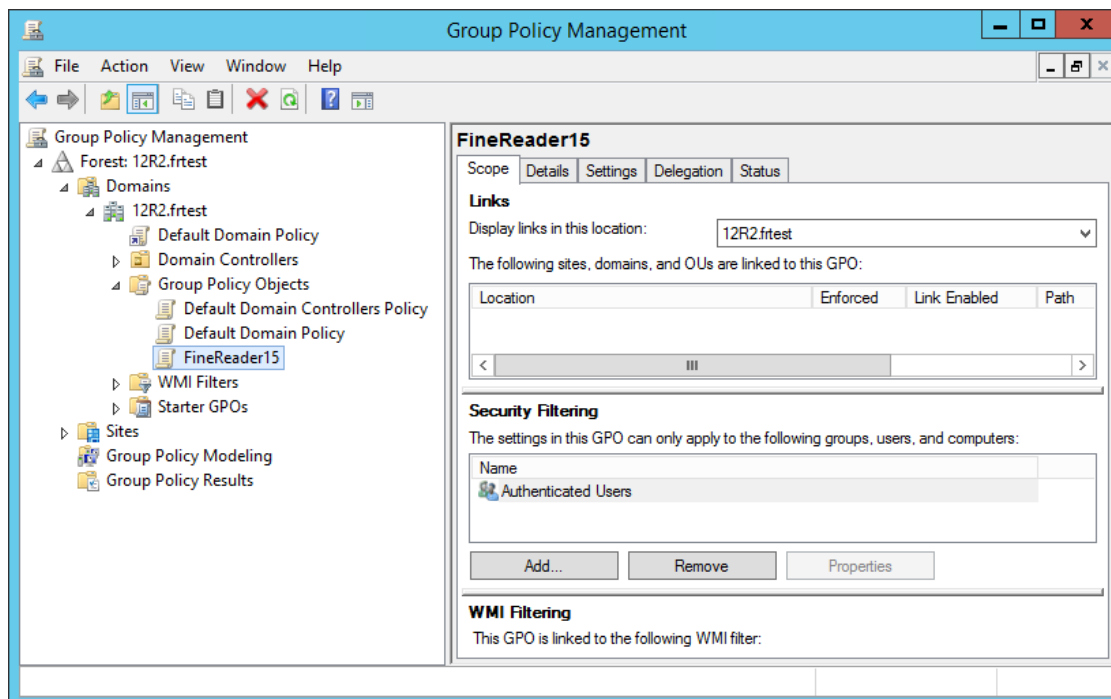 Group Policy Management
File Action View Window Help
Group Policy Management
Forest: 12R2.frtest
Domains
12R2.frtest
Default Domain Policy
Domain Controllers
Group Policy Objects
Default Domain Controllers Policy
Default Domain Policy
FineReader15
WMI Filters
Starter GPOs
Sites
Group Policy Modeling
Group Policy Results
FineReader15
Scope Details Settings Delegation Status
Links
Display links in this location: 12R2.frtest
The following sites, domains, and OUs are linked to this GPO:
Location Enforced Link Enabled Path
Security Filtering
The settings in this GPO can only apply to the following groups, users, and computers:
Name
Authenticated Users
Add... Remove Properties
WMI Filtering
This GPO is linked to the following WMI filter: